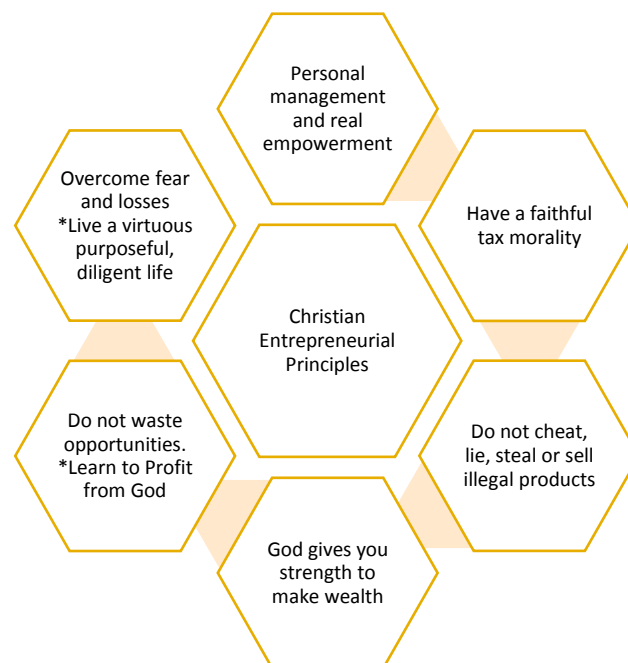 Personal
management
and real
empowerment
Have a faithful
tax morality
Do not cheat,
lie, steal or sell
illegal products
God gives you
strength to
make wealth
Do not waste
opportunities.
*Learn to Profit
from God
Overcome fear
and losses
*Live a virtuous
purposeful,
diligent life
Christian
Entrepreneurial
Principles